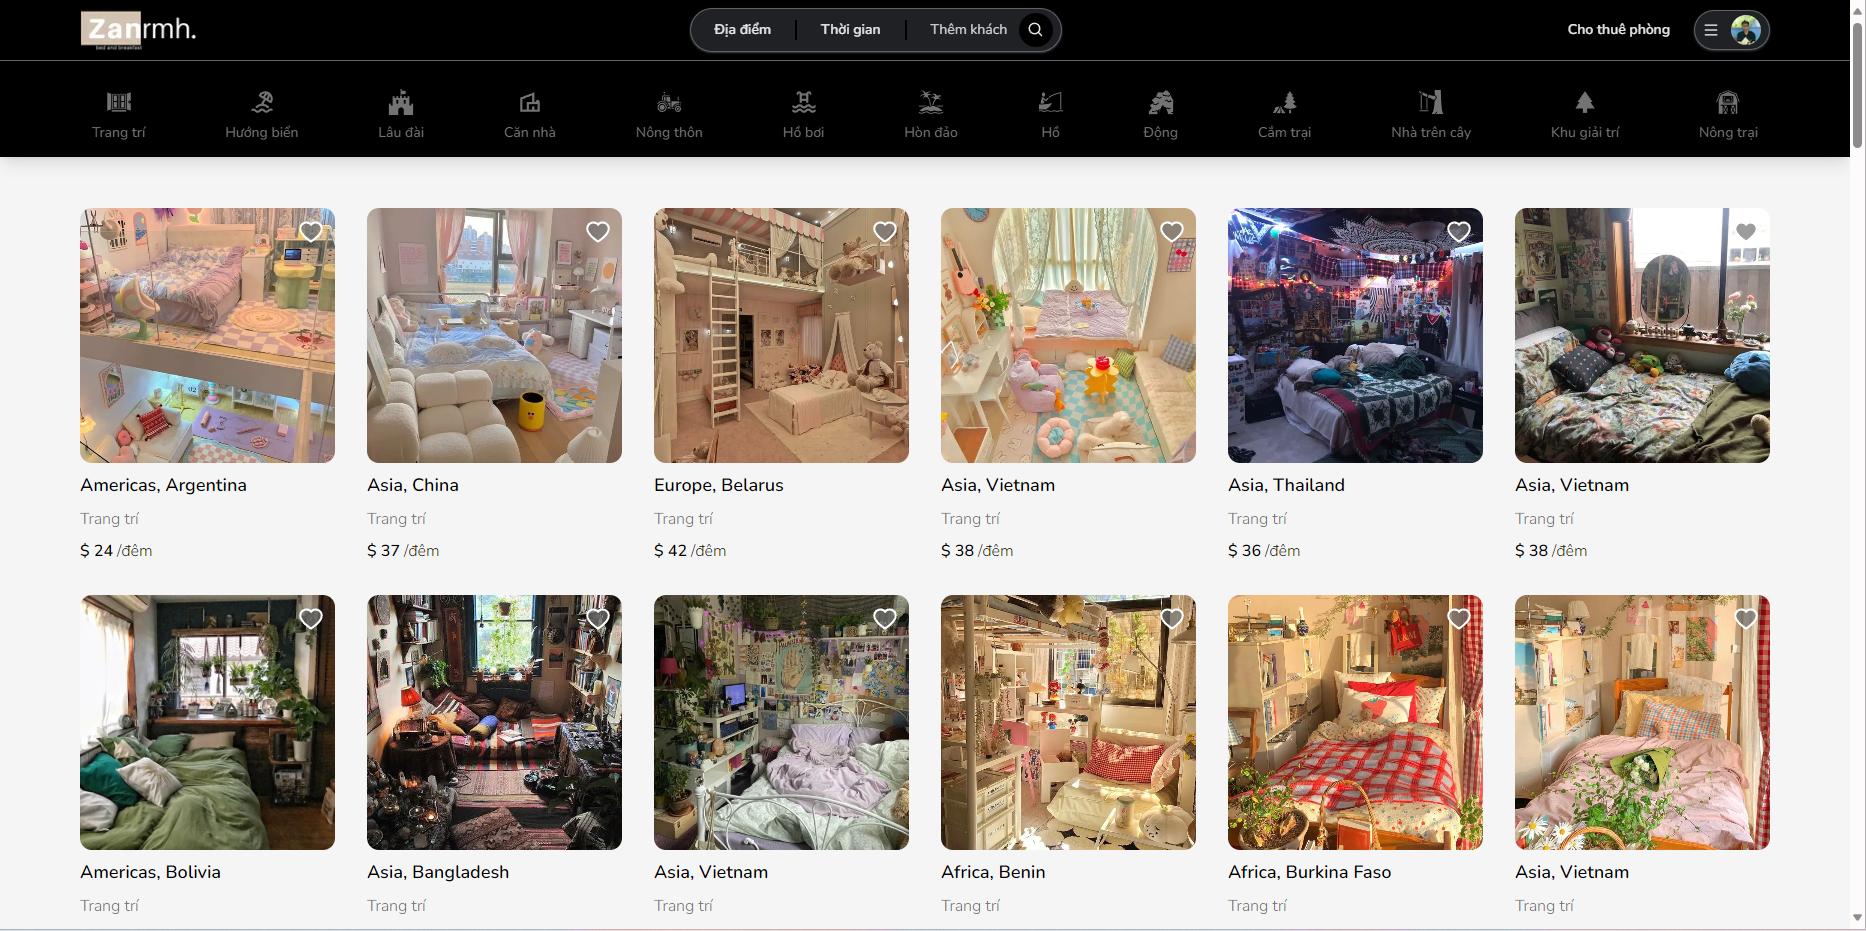 Zanrmh.
bed and breakfast
Địa điểm
Thời gian
Thêm khách
Cho thuê phòng
Trang trí
Hướng biển
Lâu đài
Căn nhà
Nông thôn
Hồ bơi
Hòn đảo
Hồ
Động
Cắm trại
Nhà trên cây
Khu giải trí
Nông trại
Americas, Argentina
Trang trí
$ 24 /đêm
Asia, China
Trang trí
$ 37 /đêm
Europe, Belarus
Trang trí
$ 42 /đêm
Asia, Vietnam
Trang trí
$ 38 /đêm
Asia, Thailand
Trang trí
$ 36 /đêm
Asia, Vietnam
Trang trí
$ 38 /đêm
Americas, Bolivia
Trang trí
Asia, Bangladesh
Trang trí
Asia, Vietnam
Trang trí
Africa, Benin
Trang trí
Africa, Burkina Faso
Trang trí
Asia, Vietnam
Trang trí